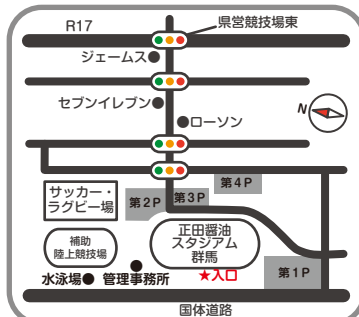 R17
県営競技場東
ジェームス
セブンイレブン
ローソン
N
サッカー・
ラグビー場
第2P
第3P
第4P
補助
陸上競技場
正田醤油
スタジアム
群馬
水泳場
管理事務所
★入口
第1P
国体道路